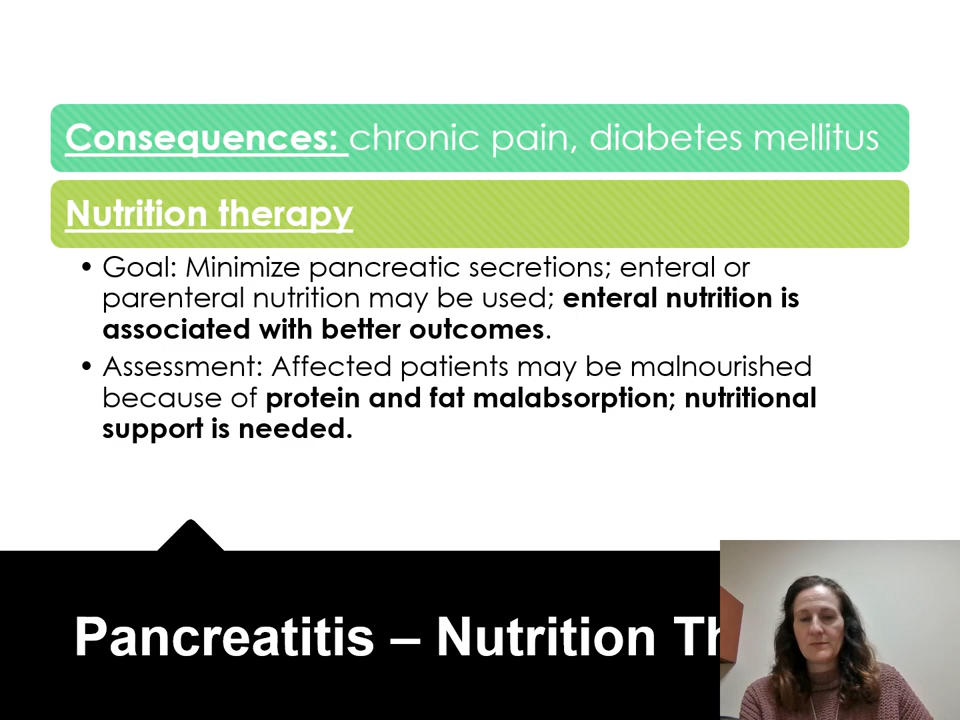 Consequences: chronic pain, diabetes mellitus
Nutrition therapy
• Goal: Minimize pancreatic secretions; enteral or
parenteral nutrition may be used; enteral nutrition is
associated with better outcomes.
• Assessment: Affected patients may be malnourished
because of protein and fat malabsorption; nutritional
support is needed.
Pancreatitis – Nutrition